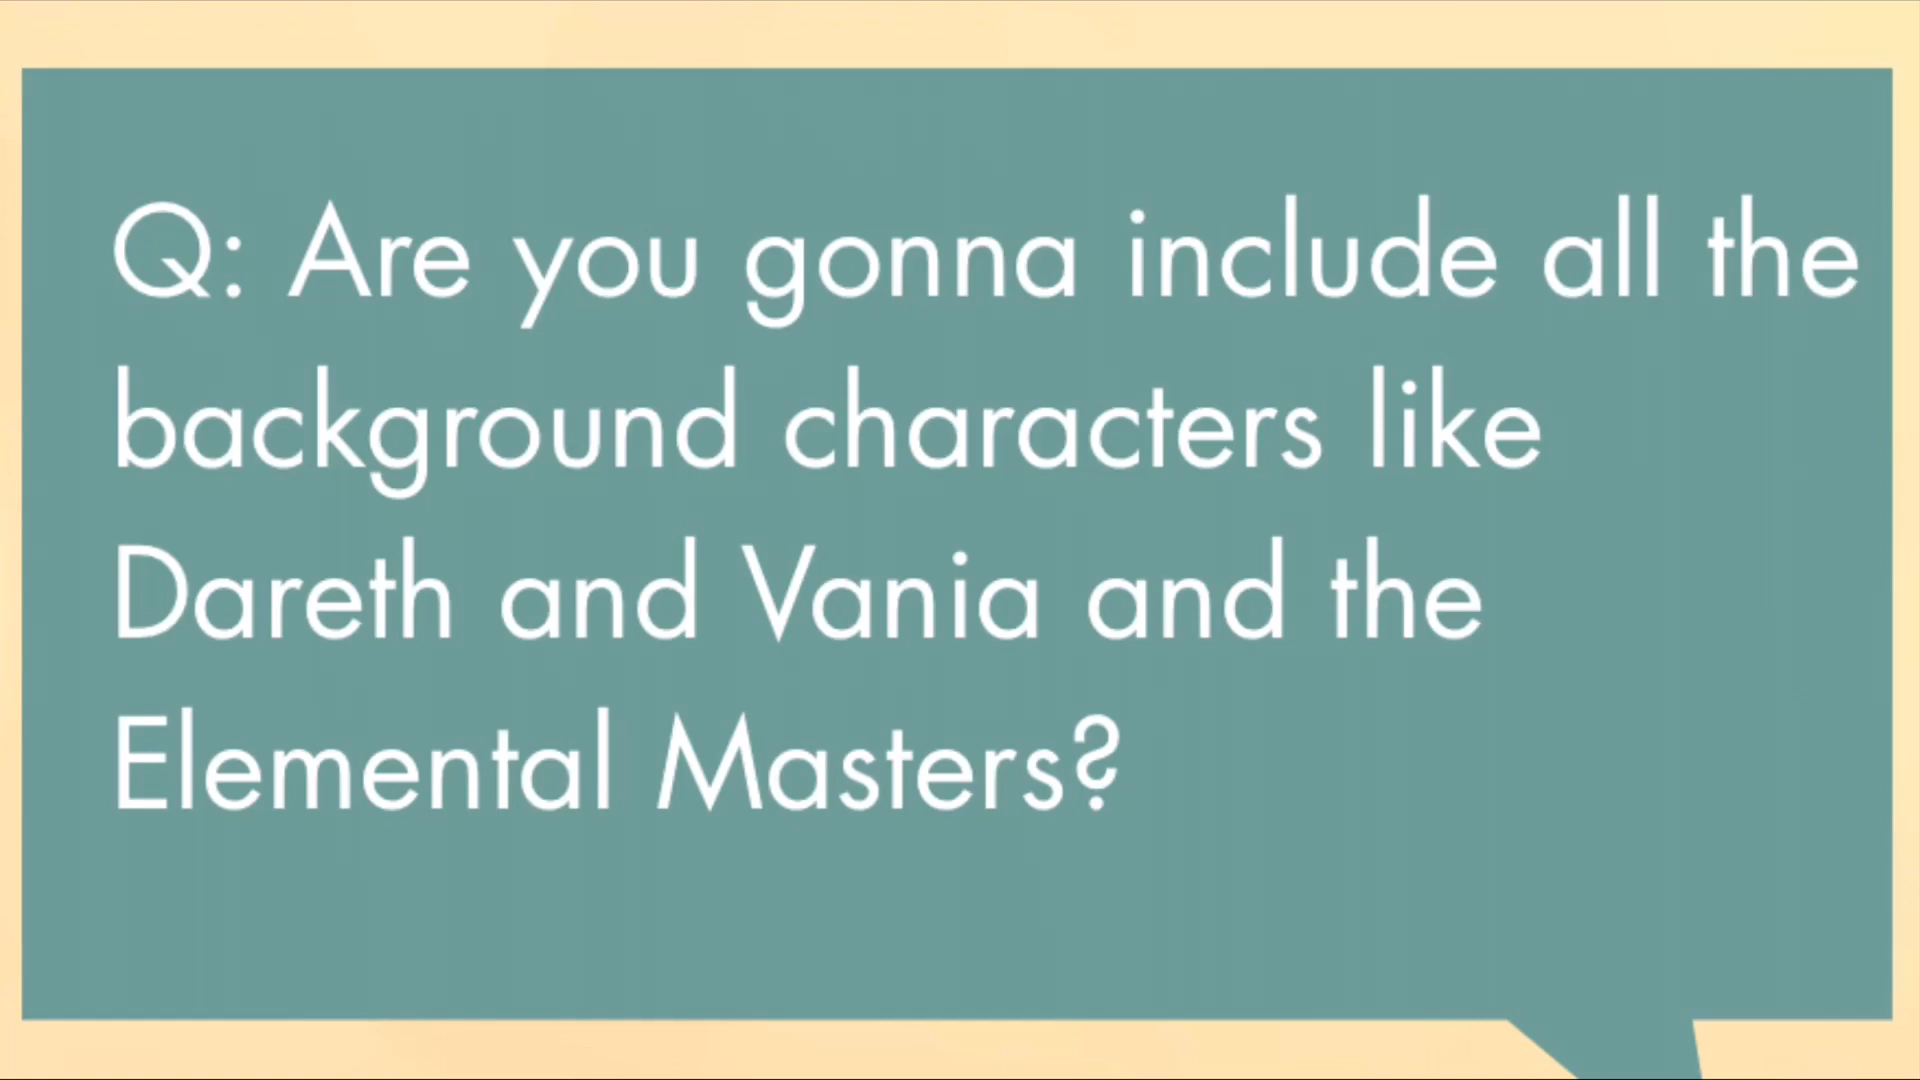 Q: Are you gonna include all the
background characters like
Dareth and Vania and the
Elemental Masters?